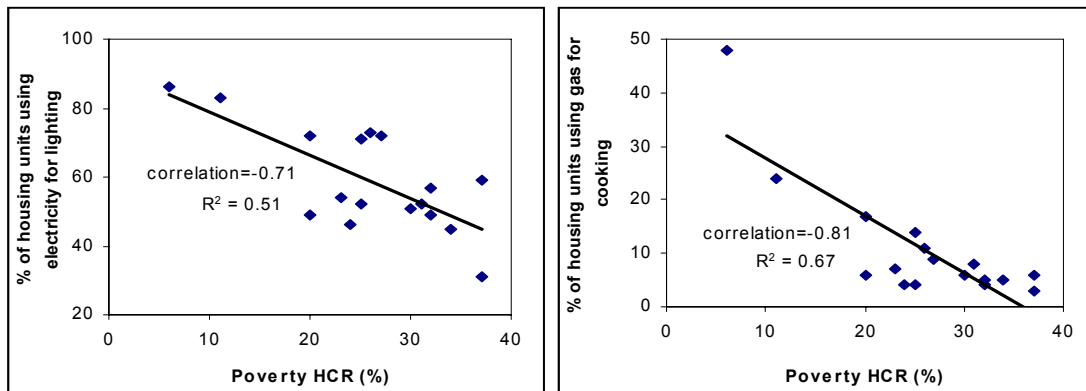 % of housing units using
electricity for lighting
100
80
60
40
20
correlation=-0.71
R² = 0.51
0
10
20
30
40
Poverty HCR (%)
% of housing units using gas for
cooking
50
40
30
20
10
0
correlation=-0.81
R² = 0.67
0
10
20
30
40
Poverty HCR (%)